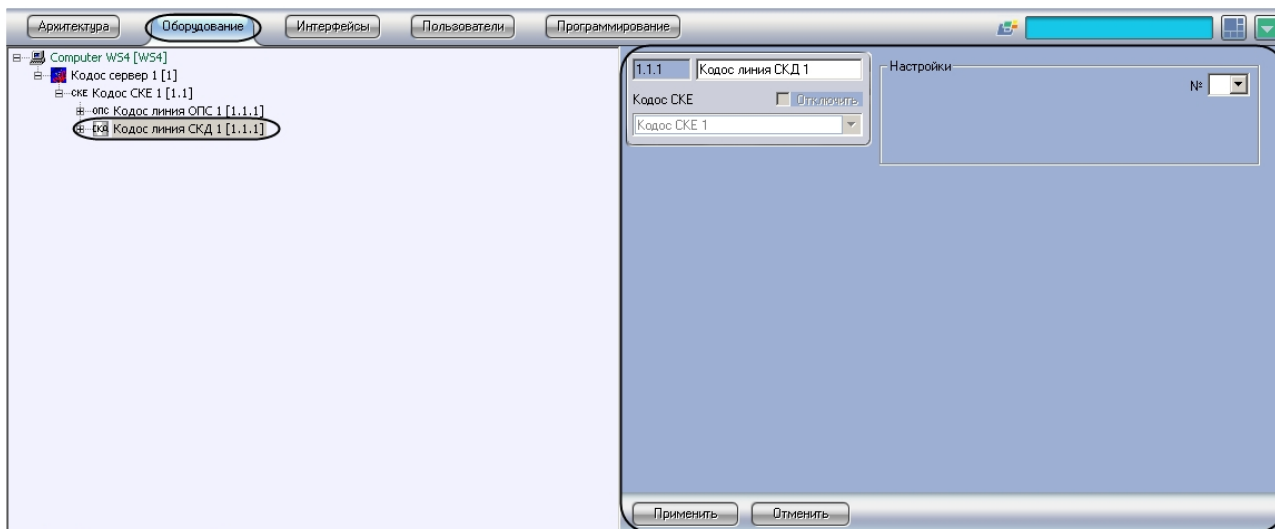 Архитектура Оборудование Интерфейсы Пользователи Программирование
Computer WS4 [WS4]
Кодос сервер 1 [1]
СКЕ Кодос СКЕ 1 [1.1]
опс Кодос линия ОПС 1 [1.1.1]
скд Кодос линия СКД 1 [1.1.1]
1.1.1 Кодос линия СКД 1
Кодос СКЕ Отключить
Кодос СКЕ 1
Настройки
№
Применить Отменить